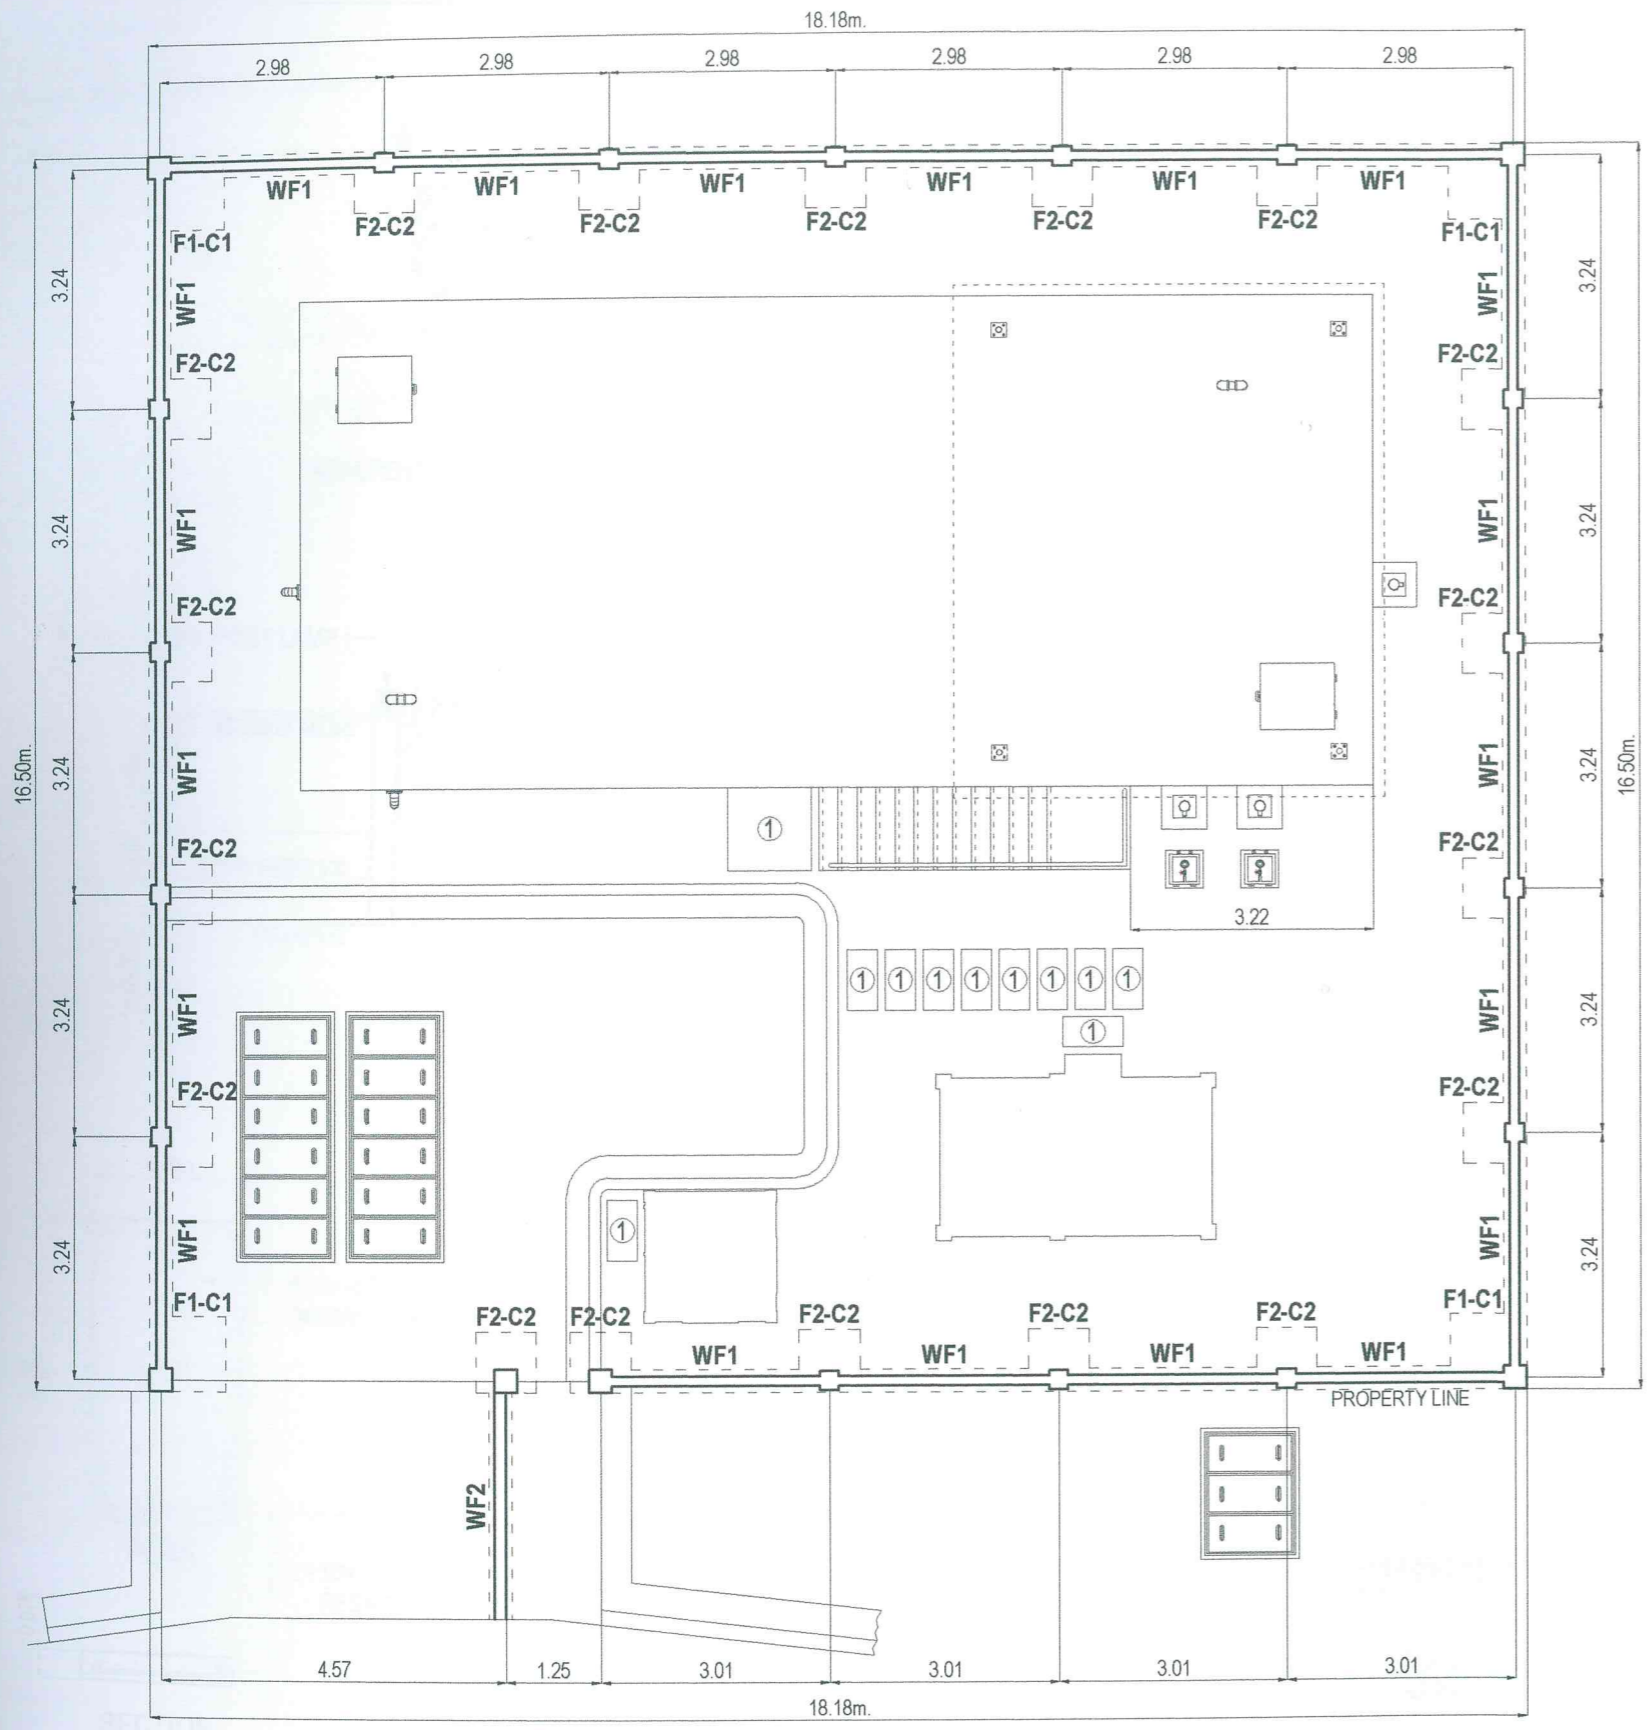 18.18m.
2.98 2.98 2.98 2.98 2.98 2.98
WF1 WF1 WF1 WF1 WF1 WF1
F2-C2 F2-C2 F2-C2 F2-C2 F2-C2
F1-C1 F1-C1
3.24 WF1 WF1 3.24
F2-C2 F2-C2
3.24 WF1 WF1 3.24
F2-C2 F2-C2
16.50m. 3.24 WF1 WF1 3.24 16.50m.
1
F2-C2 F2-C2
3.22
1 1 1 1 1 1 1 1
3.24 WF1 WF1 3.24
1
F2-C2 F2-C2
3.24 WF1 1 WF1 3.24
F1-C1 F1-C1
F2-C2 F2-C2 F2-C2 F2-C2 F2-C2
WF1 WF1 WF1 WF1
PROPERTY LINE
WF2
4.57 1.25 3.01 3.01 3.01 3.01
18.18m.